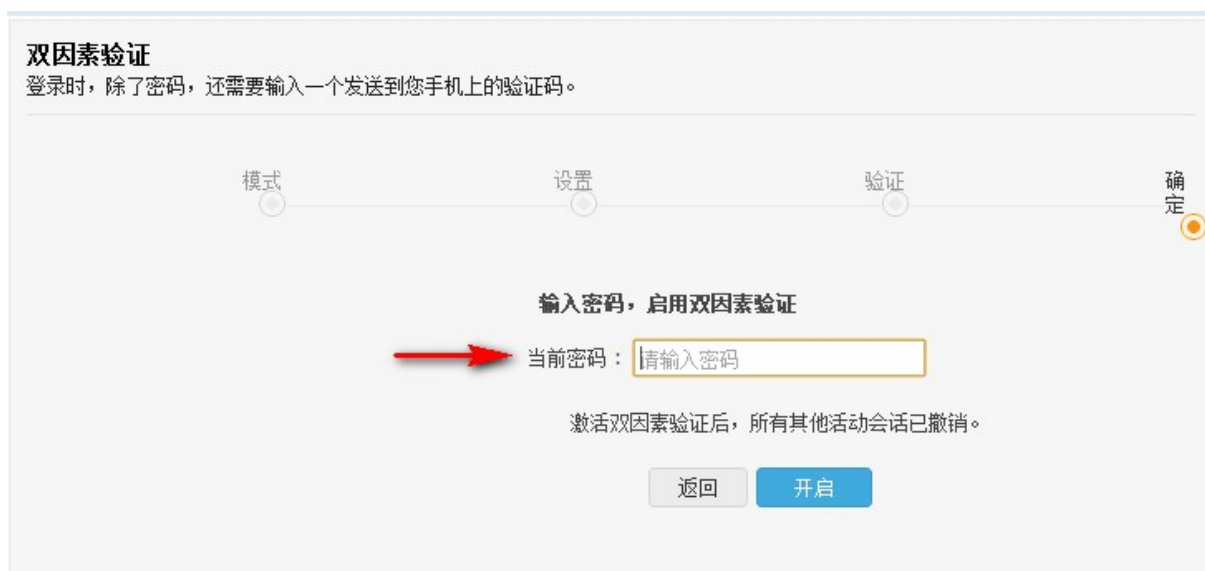 双因素验证
登录时，除了密码，还需要输入一个发送到您手机上的验证码。
模式
设置
验证
确
定
输入密码，启用双因素验证
当前密码：请输入密码
激活双因素验证后，所有其他活动会话已撤销。
返回 开启